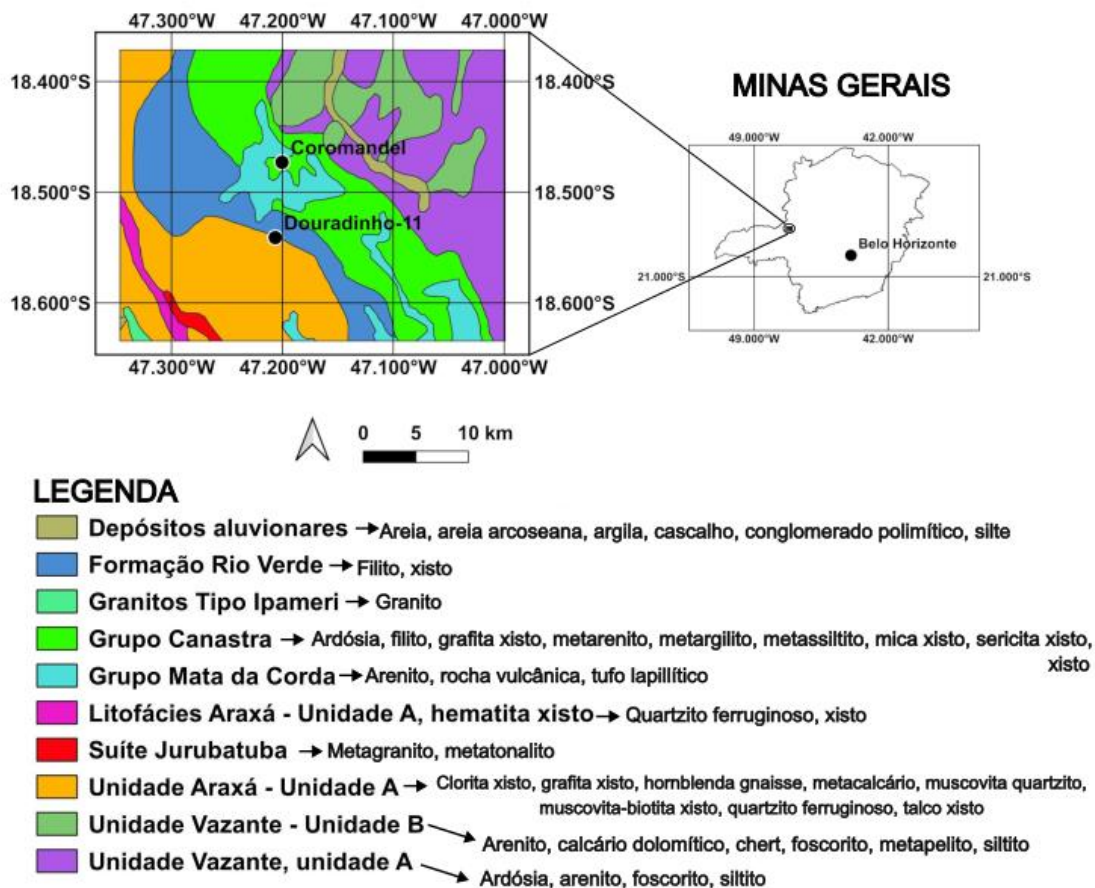 47.300°W 47.200°W 47.100°W 47.000°W
18.400°S 18.400°S
MINAS GERAIS
49.000°W 42.000°W
Coromandel
18.500°S 18.500°S
Douradinho-11
Belo Horizonte
21.000°S 21.000°S
18.600°S 18.600°S
49.000°W 42.000°W
47.300°W 47.200°W 47.100°W 47.000°W
0 5 10 km
LEGENDA
Depósitos aluvionares → Areia, areia arcoseana, argila, cascalho, conglomerado polimítico, silte
Formação Rio Verde → Filito, xisto
Granitos Tipo Ipameri → Granito
Grupo Canastra → Ardósia, filito, grafita xisto, metarenito, metargilito, metassiltito, mica xisto, sericita xisto,
xisto
Grupo Mata da Corda → Arenito, rocha vulcânica, tufo lapillítico
Litofácies Araxá - Unidade A, hematita xisto → Quartzito ferruginoso, xisto
Suíte Jurubatuba → Metagranito, metatonalito
Unidade Araxá - Unidade A → Clorita xisto, grafita xisto, hornblenda gnaisse, metacalcário, muscovita quartzito,
muscovita-biotita xisto, quartzito ferruginoso, talco xisto
Unidade Vazante - Unidade B
Arenito, calcário dolomítico, chert, foscorito, metapelito, siltito
Unidade Vazante, unidade A
Ardósia, arenito, foscorito, siltito